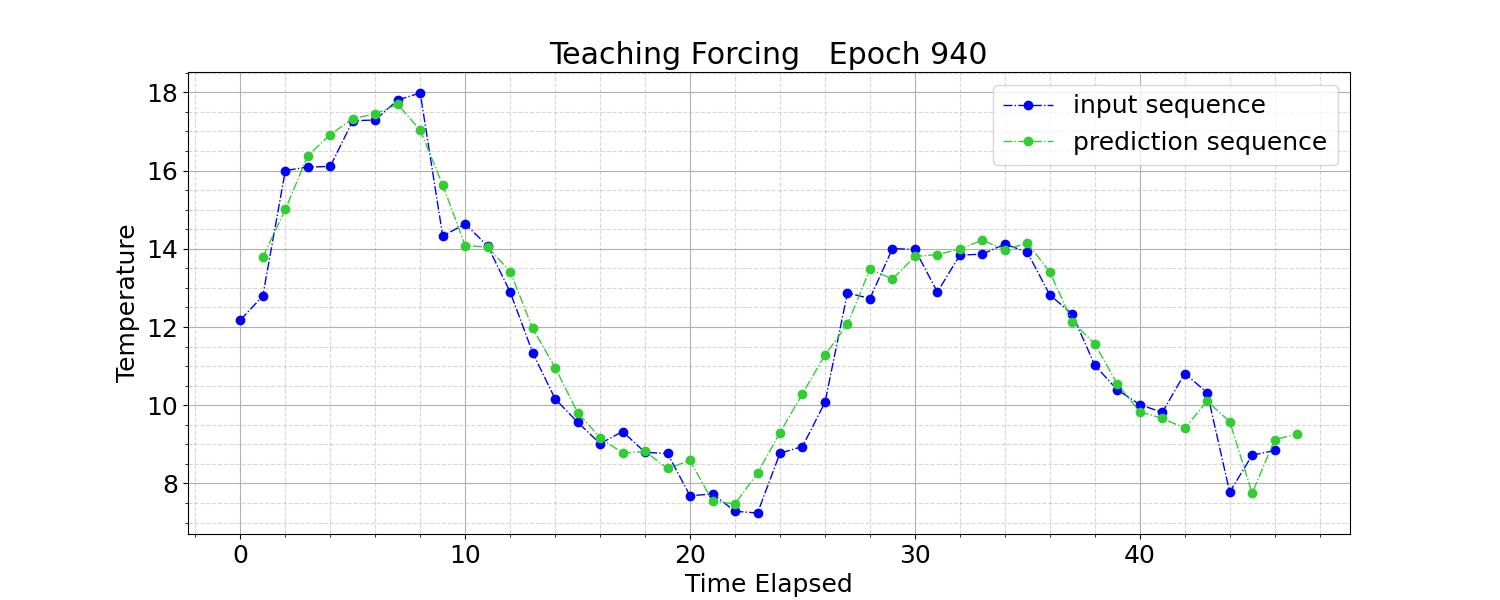 Teaching Forcing   Epoch 940
18
16
14
12
10
8
Temperature
input sequence
prediction sequence
0 10 20 30 40
Time Elapsed